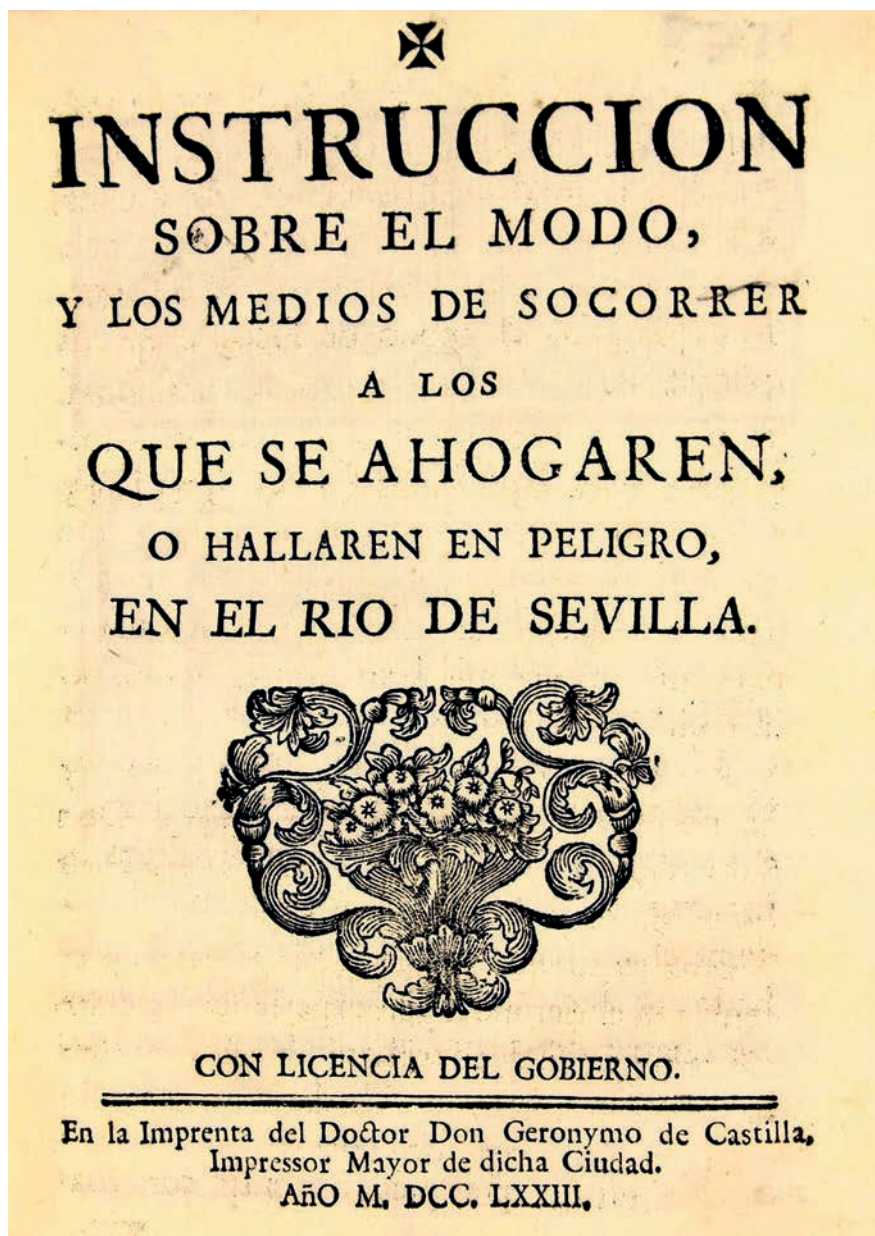 INSTRUCCION
SOBRE EL MODO,
Y LOS MEDIOS DE SOCORRER
A LOS
QUE SE AHOGAREN,
O HALLAREN EN PELIGRO,
EN EL RIO DE SEVILLA.
CON LICENCIA DEL GOBIERNO.
En la Imprenta del Doctor Don Geronymo de Castilla,
Impressor Mayor de dicha Ciudad.
AñO M. DCC. LXXIII.